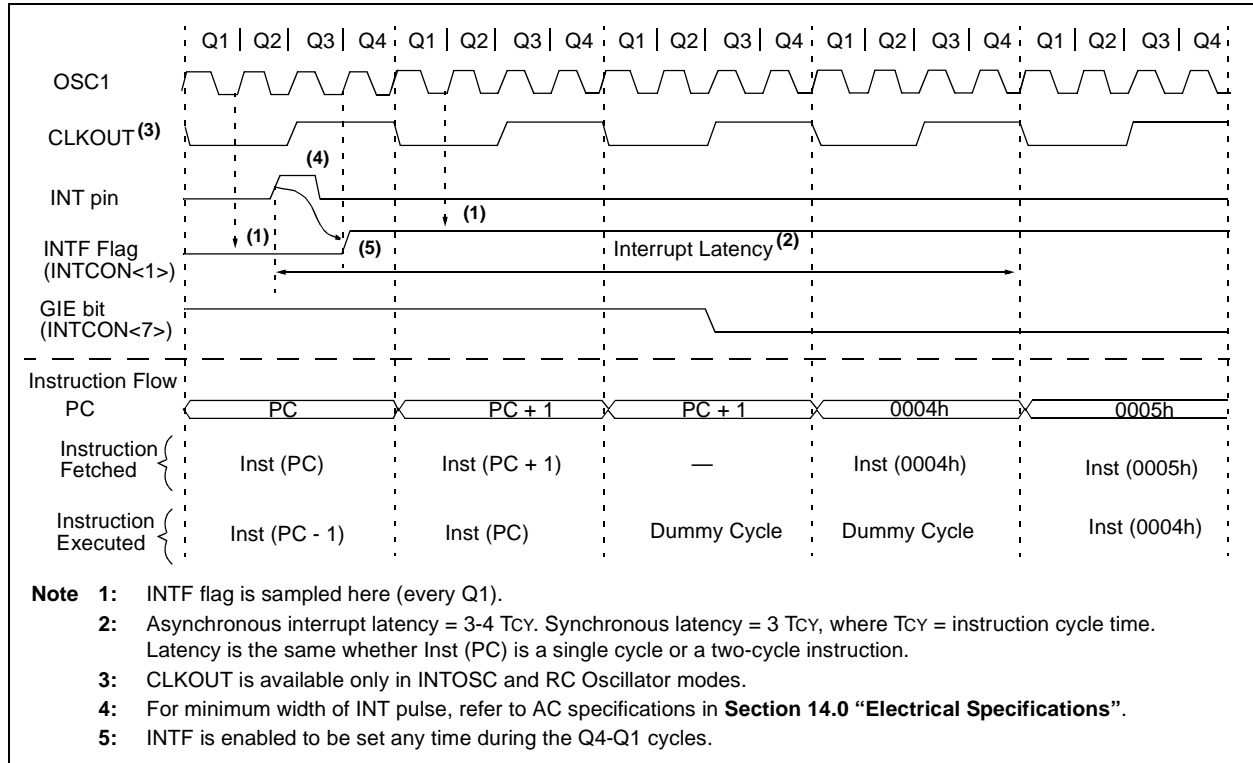 Q1 | Q2 | Q3 | Q4 Q1 | Q2 | Q3 | Q4 Q1 | Q2 | Q3 | Q4 Q1 | Q2 | Q3 | Q4 Q1 | Q2 | Q3 | Q4
OSC1
CLKOUT(3)
(4)
INT pin
(1)
(1)
(5)
INTF Flag
(INTCON<1>)
Interrupt Latency(2)
GIE bit
(INTCON<7>)
Instruction Flow
PC PC PC + 1 PC + 1 0004h 0005h
Instruction
Fetched
Inst (PC) Inst (PC + 1) — Inst (0004h) Inst (0005h)
Instruction
Executed
Inst (PC - 1) Inst (PC) Dummy Cycle Dummy Cycle Inst (0004h)
Note 1: INTF flag is sampled here (every Q1).
2: Asynchronous interrupt latency = 3-4 TCY. Synchronous latency = 3 TCY, where TCY = instruction cycle time.
Latency is the same whether Inst (PC) is a single cycle or a two-cycle instruction.
3: CLKOUT is available only in INTOSC and RC Oscillator modes.
4: For minimum width of INT pulse, refer to AC specifications in Section 14.0 “Electrical Specifications”.
5: INTF is enabled to be set any time during the Q4-Q1 cycles.